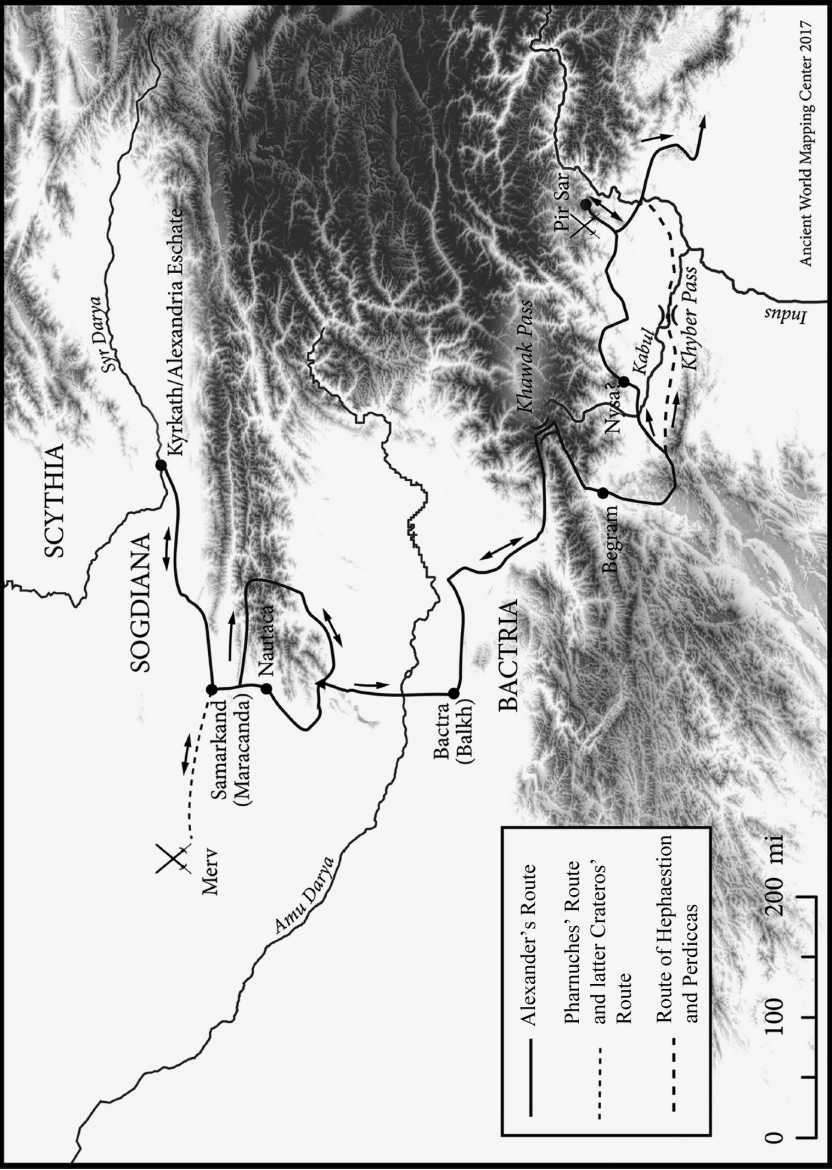 SCYTHIA
Syr Darya
Kyrkath/Alexandria Eschate
SOGDIANA
Merv
Samarkand
(Maracanda)
Nautaca
Amu Darya
Bactra
(Balkh)
BACTRIA
Khawak Pass
Begram
Nysa?
Kabul
Khyber Pass
Pir Sar
Indus
Alexander's Route
Pharnuches' Route
and latter Crateros'
Route
Route of Hephaestion
and Perdiccas
0 100 200 mi
Ancient World Mapping Center 2017